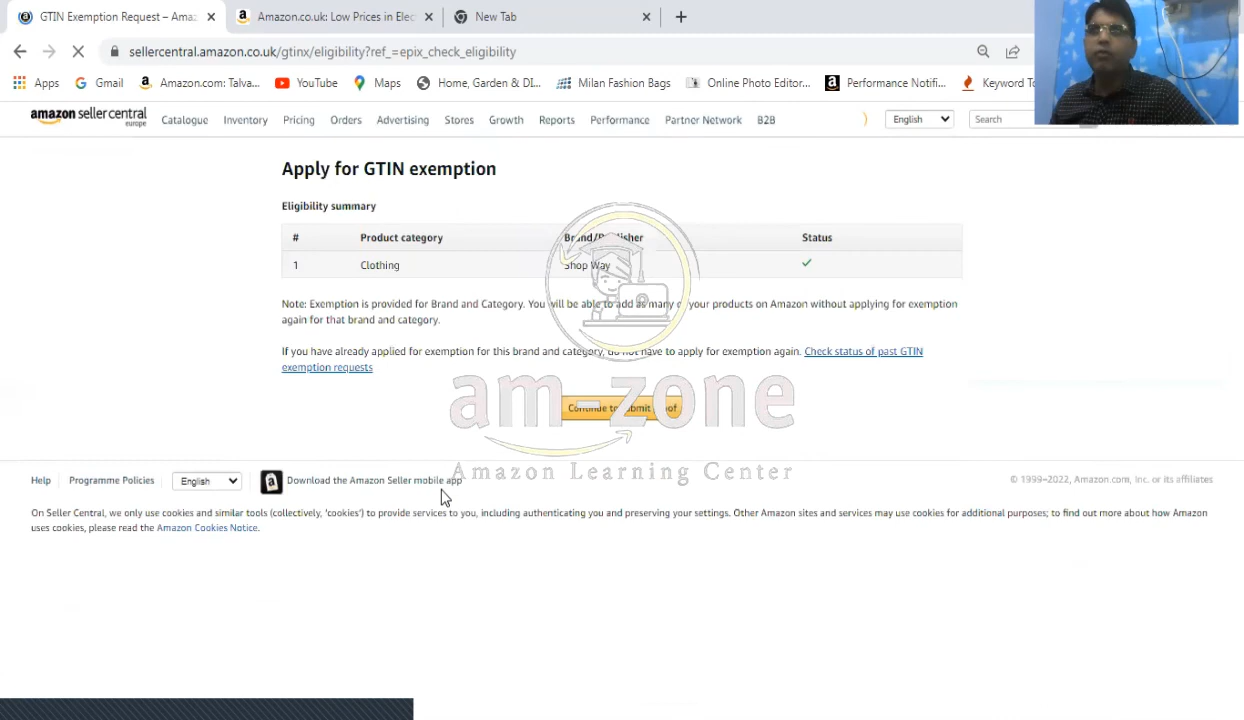 GTIN Exemption Request – Ama
Amazon.co.uk: Low Prices in Elec
New Tab
sellercentral.amazon.co.uk/gtinx/eligibility?ref_=epix_check_eligibility
Apps Gmail Amazon.com: Talva... YouTube Maps Home, Garden & DI... Milan Fashion Bags Online Photo Editor... Performance Notifi... Keyword To
amazon seller central
europe
Catalogue Inventory Pricing Orders Advertising Stores Growth Reports Performance Partner Network B2B English Search
Apply for GTIN exemption
Eligibility summary
# Product category Brand/Publisher Status
1 Clothing Shop Way
Note: Exemption is provided for Brand and Category. You will be able to add as many of your products on Amazon without applying for exemption
again for that brand and category.
If you have already applied for exemption for this brand and category, do not have to apply for exemption again. Check status of past GTIN
exemption requests
Continue to submit proof
am-zone
Amazon Learning Center
Help Programme Policies English Download the Amazon Seller mobile app © 1999–2022, Amazon.com, Inc. or its affiliates
On Seller Central, we only use cookies and similar tools (collectively, 'cookies') to provide services to you, including authenticating you and preserving your settings. Other Amazon sites and services may use cookies for additional purposes; to find out more about how Amazon
uses cookies, please read the Amazon Cookies Notice.